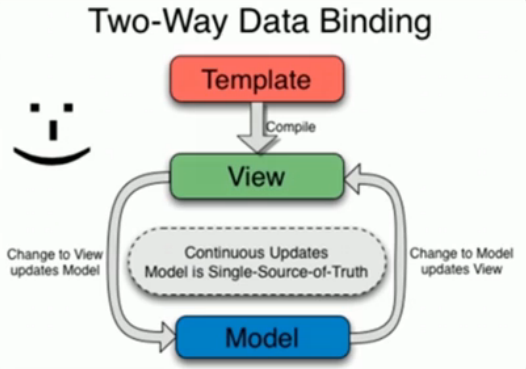 Two-Way Data Binding
Template
Compile
View
Change to View
updates Model
Continuous Updates
Model is Single-Source-of-Truth
Change to Model
updates View
Model